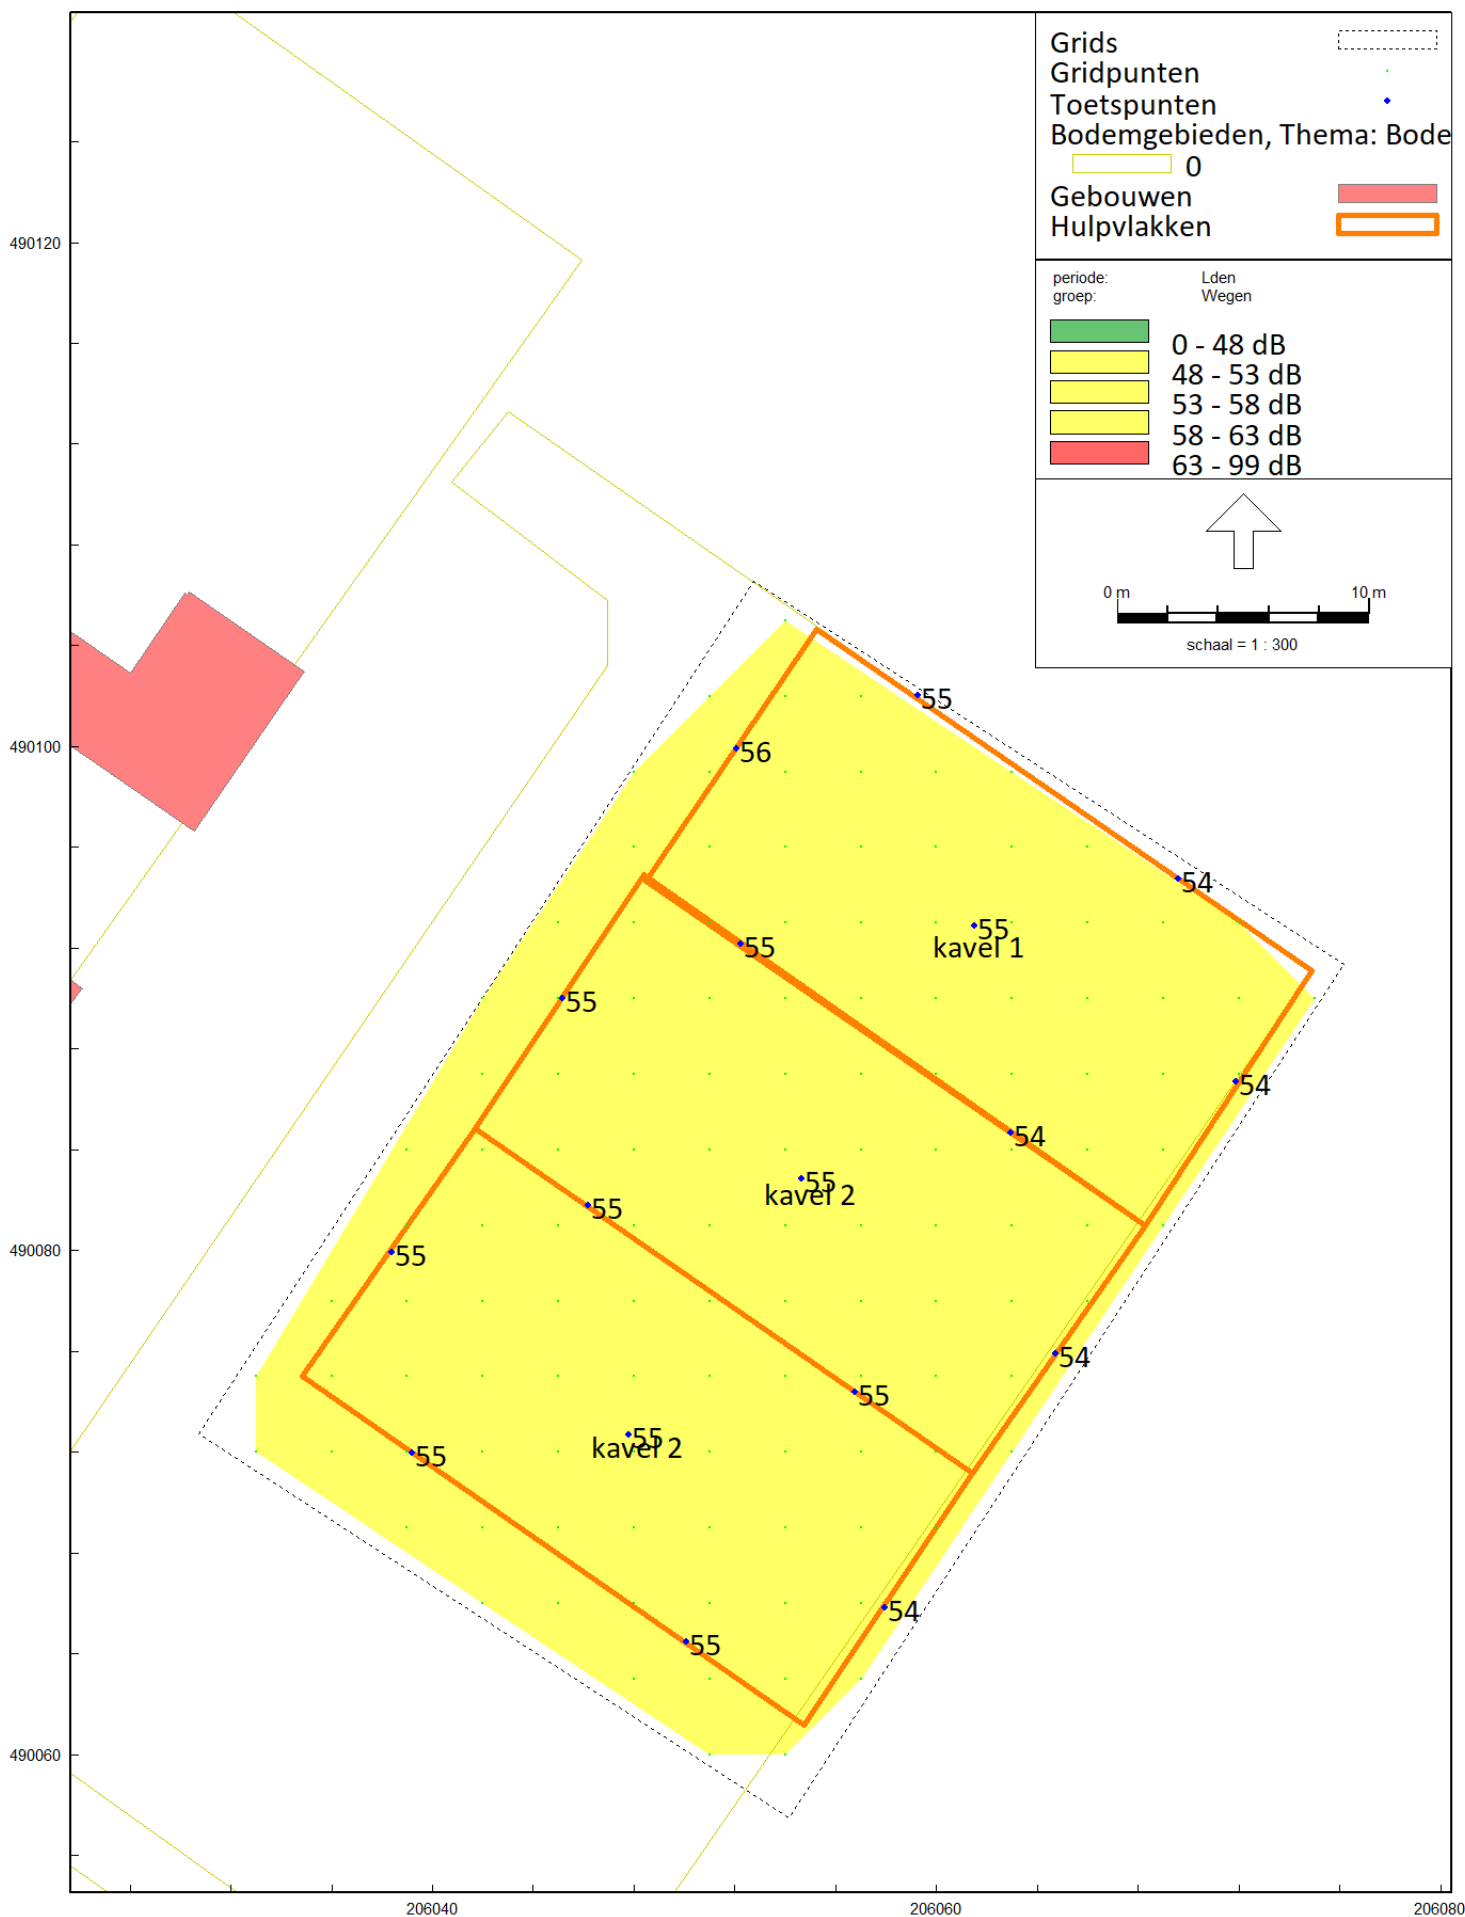 Grids
Gridpunten
Toetspunten
Bodemgebieden, Thema: Bode
0
Gebouwen
Hulpvlakken
periode: Lden
groep: Wegen
0 - 48 dB
48 - 53 dB
53 - 58 dB
58 - 63 dB
63 - 99 dB
0 m 10 m
schaal = 1 : 300
490120
490100
490080
490060
55
56
54
55
kavel 1
55
55
54
54
55
kavel 2
55
55
54
55
55
kavel 2
55
54
55
206040 206060 206080